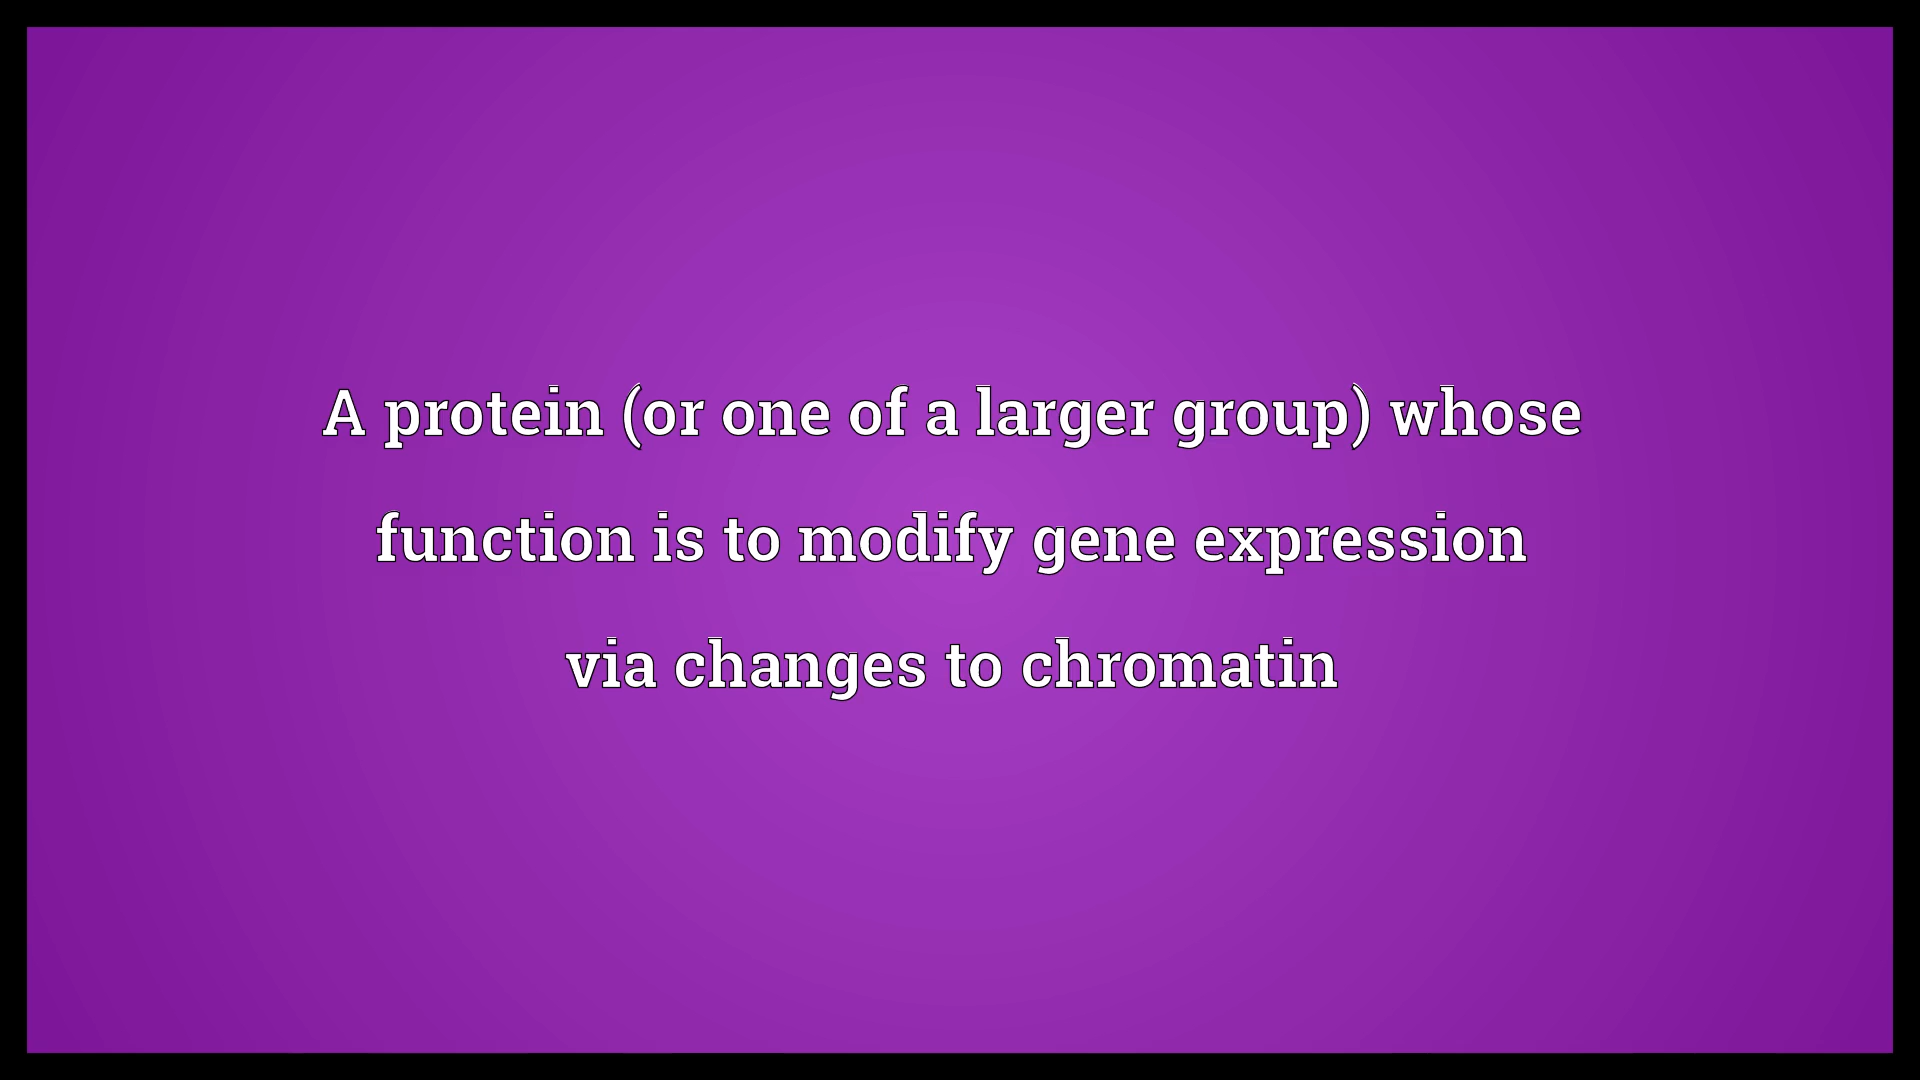 A protein (or one of a larger group) whose
function is to modify gene expression
via changes to chromatin